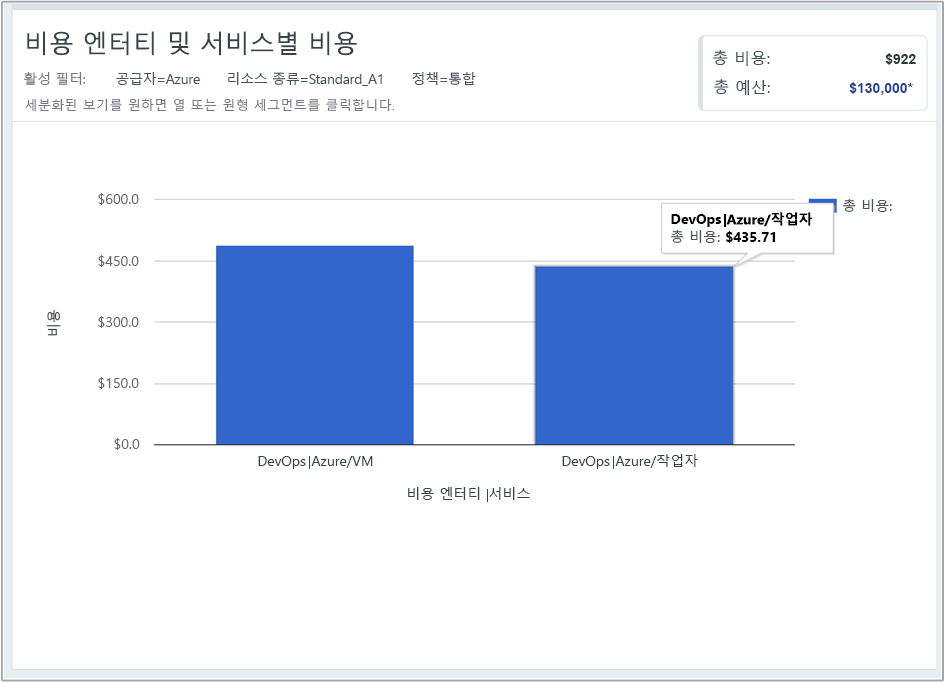 비용 엔터티 및 서비스별 비용
활성 필터: 공급자=Azure 리소스 종류=Standard_A1 정책=통합
세분화된 보기를 원하면 열 또는 원형 세그먼트를 클릭합니다.
총 비용: $922
총 예산: $130,000*
$600.0
$450.0
$300.0
$150.0
$0.0
비용
DevOps|Azure/작업자
총 비용: $435.71
총 비용:
DevOps|Azure/VM
DevOps|Azure/작업자
비용 엔터티 |서비스